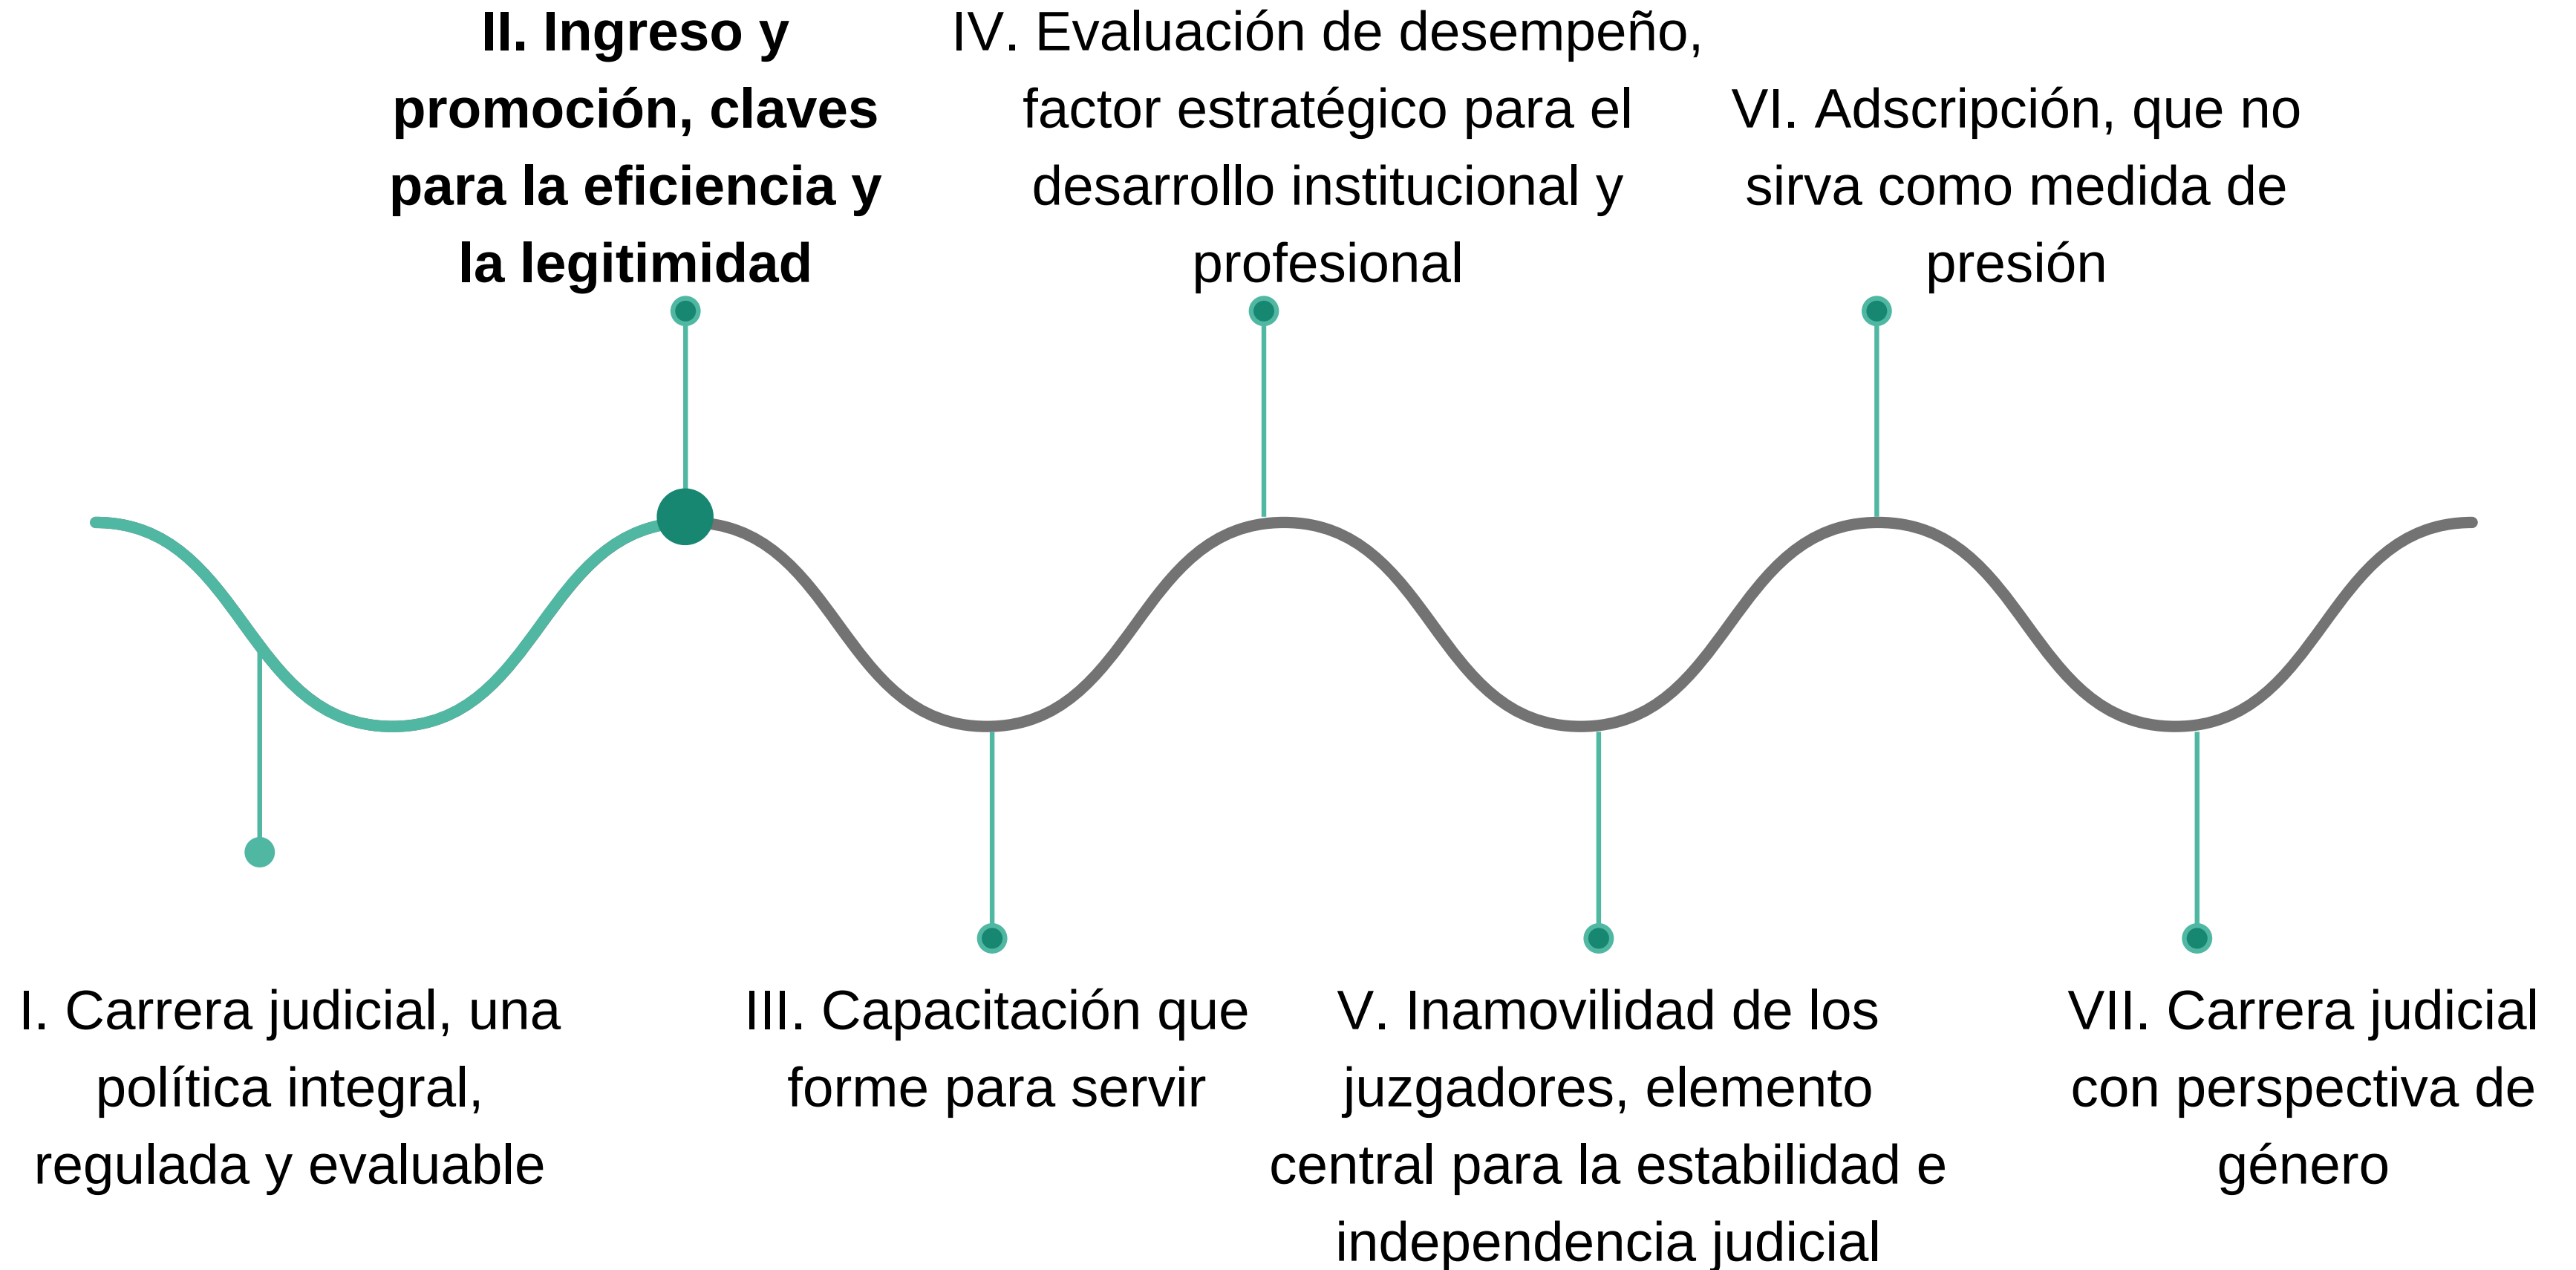 II. Ingreso y
promoción, claves
para la eficiencia y
la legitimidad
IV. Evaluación de desempeño,
factor estratégico para el
desarrollo institucional y
profesional
VI. Adscripción, que no
sirva como medida de
presión
I. Carrera judicial, una
política integral,
regulada y evaluable
III. Capacitación que
forme para servir
V. Inamovilidad de los
juzgadores, elemento
central para la estabilidad e
independencia judicial
VII. Carrera judicial
con perspectiva de
género